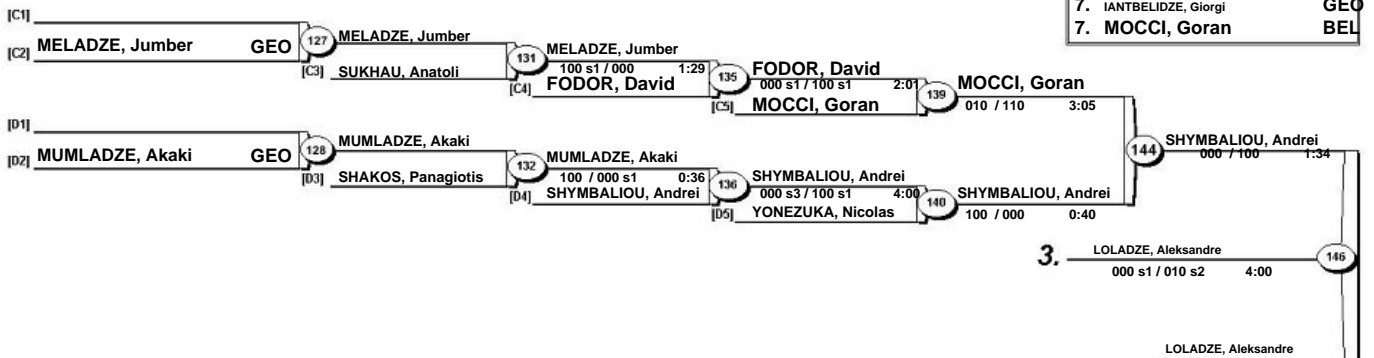 7. IANTBELIDZE, Giorgi GEO
7. MOCCI, Goran BEL
[C1]
[C2] MELADZE, Jumber GEO
127
MELADZE, Jumber
[C3] SUKHAU, Anatoli
131
MELADZE, Jumber
100 s1 / 000 1:29
[C4] FODOR, David
135
FODOR, David
000 s1 / 100 s1 2:01
[C5] MOCCI, Goran
139
MOCCI, Goran
010 / 110 3:05
[D1]
[D2] MUMLADZE, Akaki GEO
128
MUMLADZE, Akaki
[D3] SHAKOS, Panagiotis
132
MUMLADZE, Akaki
100 / 000 s1 0:36
[D4] SHYMBALIOU, Andrei
136
SHYMBALIOU, Andrei
000 s3 / 100 s1 4:00
[D5] YONEZUKA, Nicolas
140
SHYMBALIOU, Andrei
100 / 000 0:40
144
SHYMBALIOU, Andrei
000 / 100 1:34
3. LOLADZE, Aleksandre
000 s1 / 010 s2 4:00
146
LOLADZE, Aleksandre